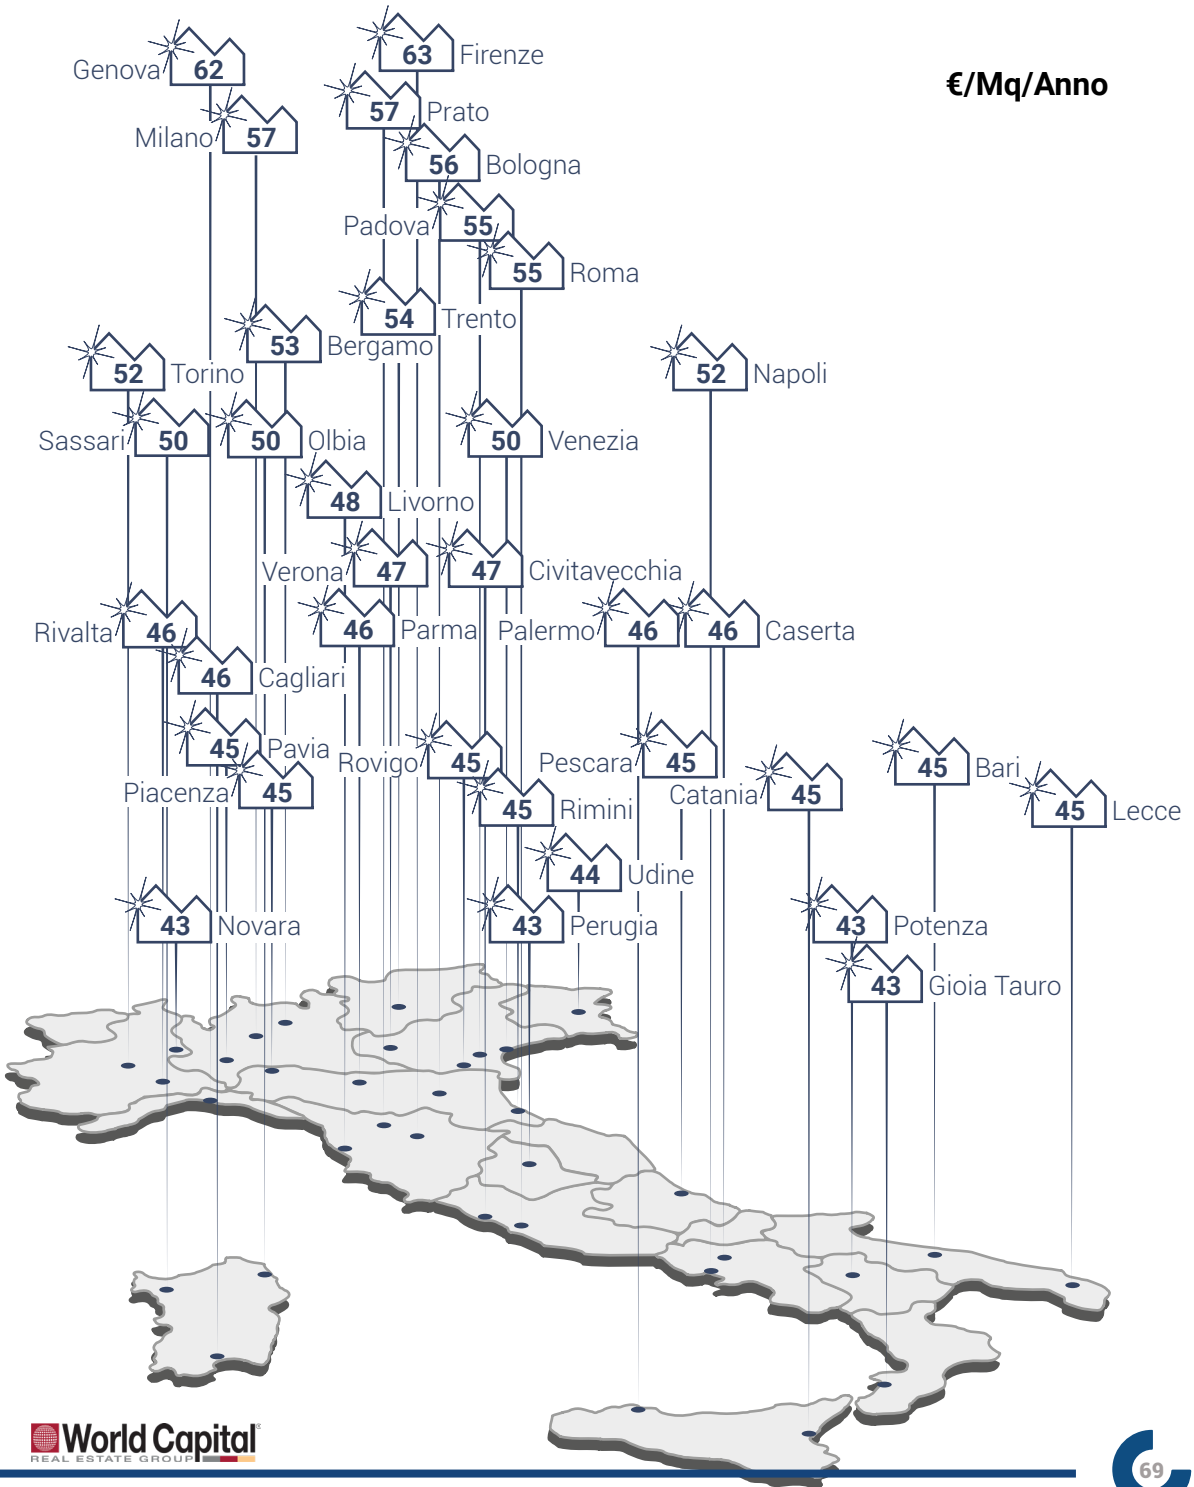 €/Mq/Anno
Genova 62
63 Firenze
57 Prato
Milano 57
56 Bologna
Padova 55
55 Roma
54 Trento
53 Bergamo
52 Torino
52 Napoli
Sassari 50
50 Olbia
50 Venezia
48 Livorno
Verona 47
47 Civitavecchia
Rivalta 46
46 Parma
Palermo 46
46 Caserta
46 Cagliari
45 Pavia
Rovigo 45
Pescara 45
45 Bari
Piacenza 45
Catania 45
45 Rimini
45 Lecce
44 Udine
43 Novara
43 Perugia
43 Potenza
43 Gioia Tauro
World Capital®
REAL ESTATE GROUP
69